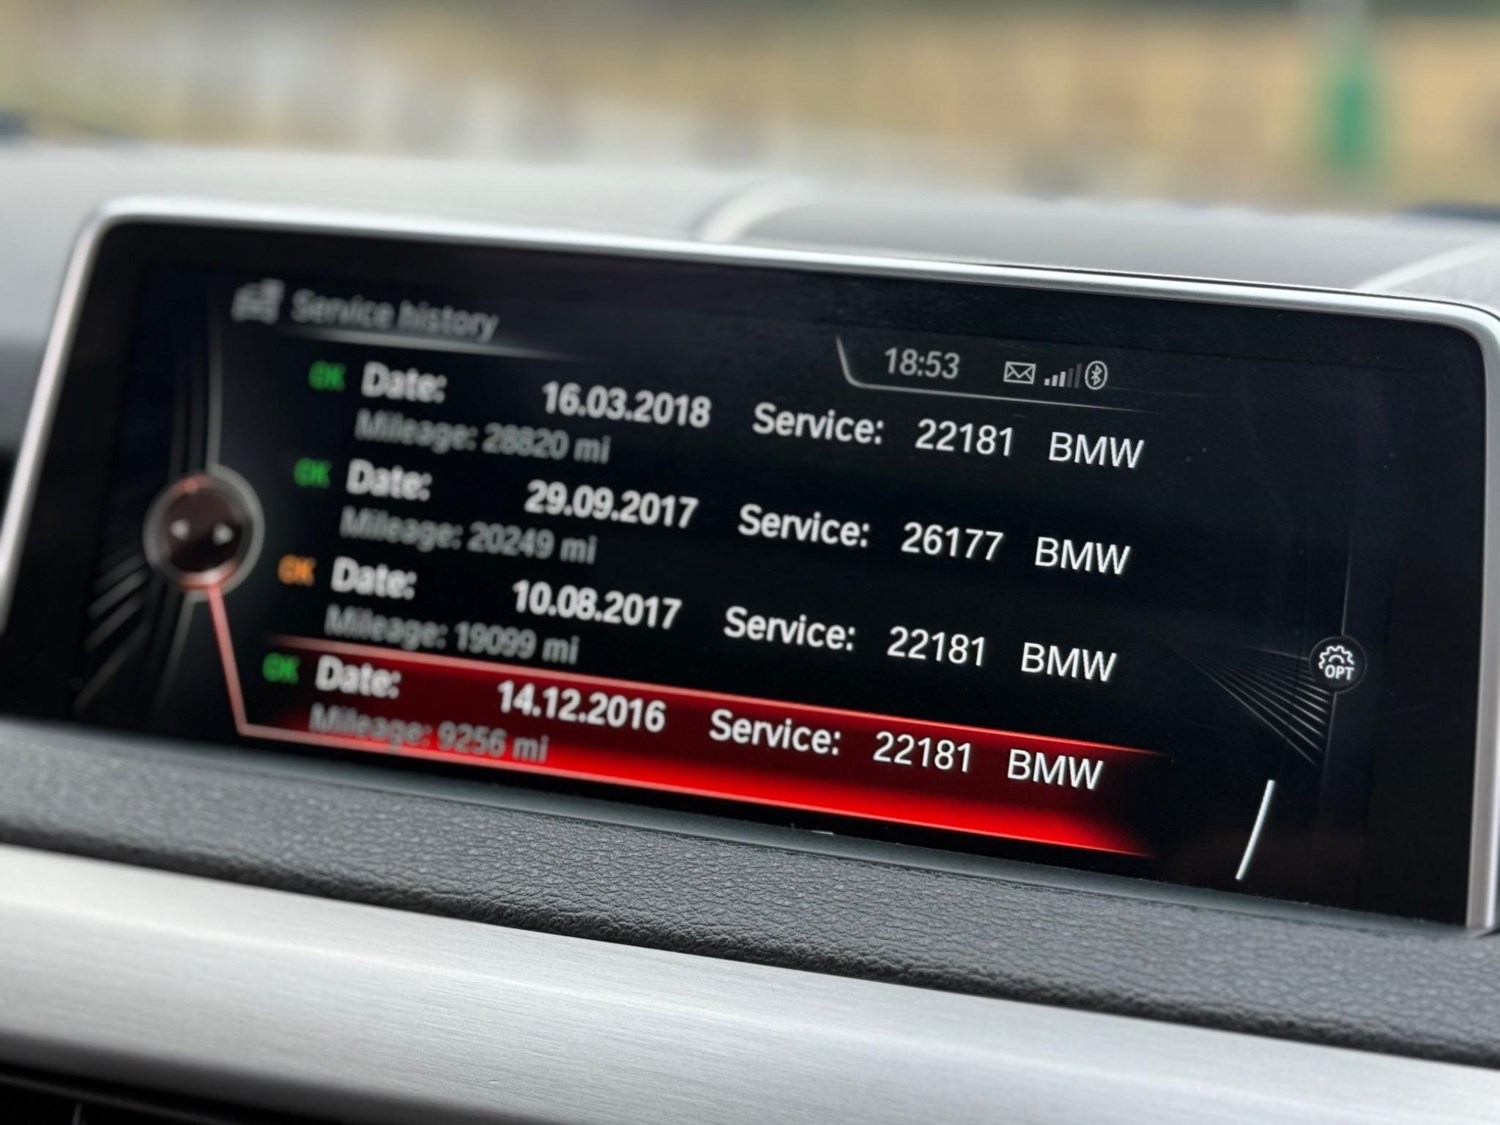 Service history
18:53
OK Date: 16.03.2018 Service: 22181 BMW
Mileage: 28820 mi
OK Date: 29.09.2017 Service: 26177 BMW
Mileage: 20249 mi
OK Date: 10.08.2017 Service: 22181 BMW
Mileage: 19099 mi
OK Date: 14.12.2016 Service: 22181 BMW
Mileage: 9256 mi
OPT